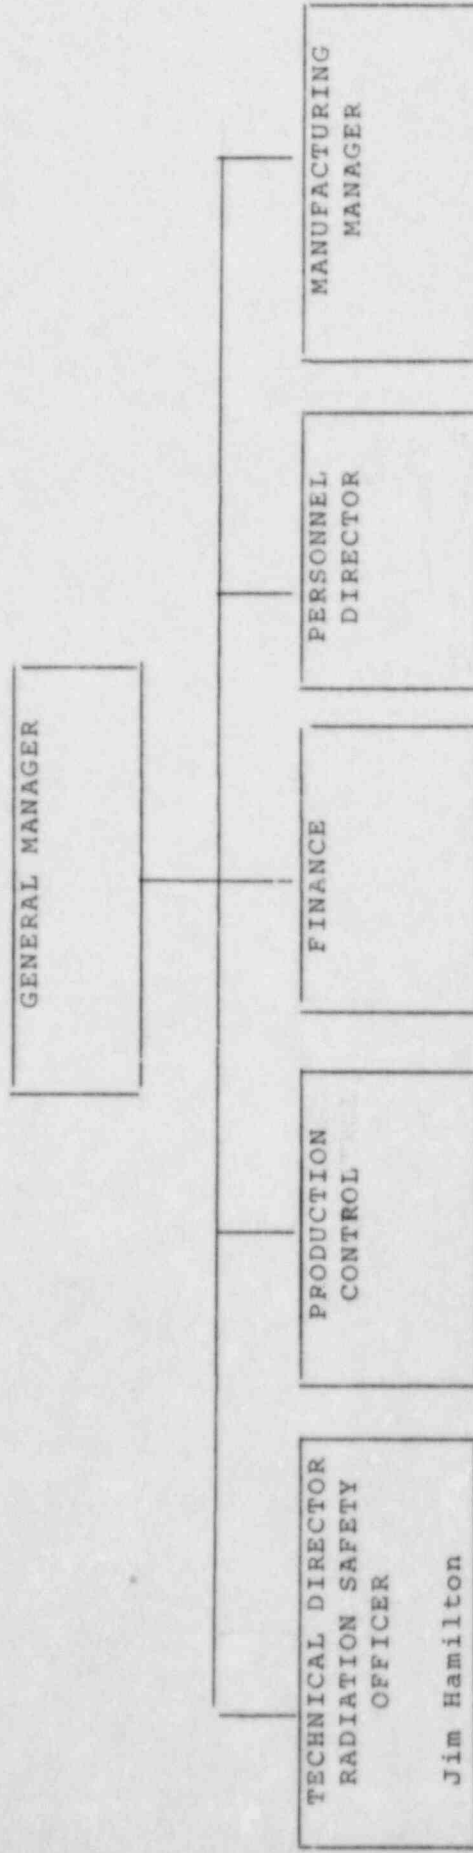 GENERAL MANAGER
TECHNICAL DIRECTOR
RADIATION SAFETY
OFFICER
Jim Hamilton
PRODUCTION
CONTROL
FINANCE
PERSONNEL
DIRECTOR
MANUFACTURING
MANAGER